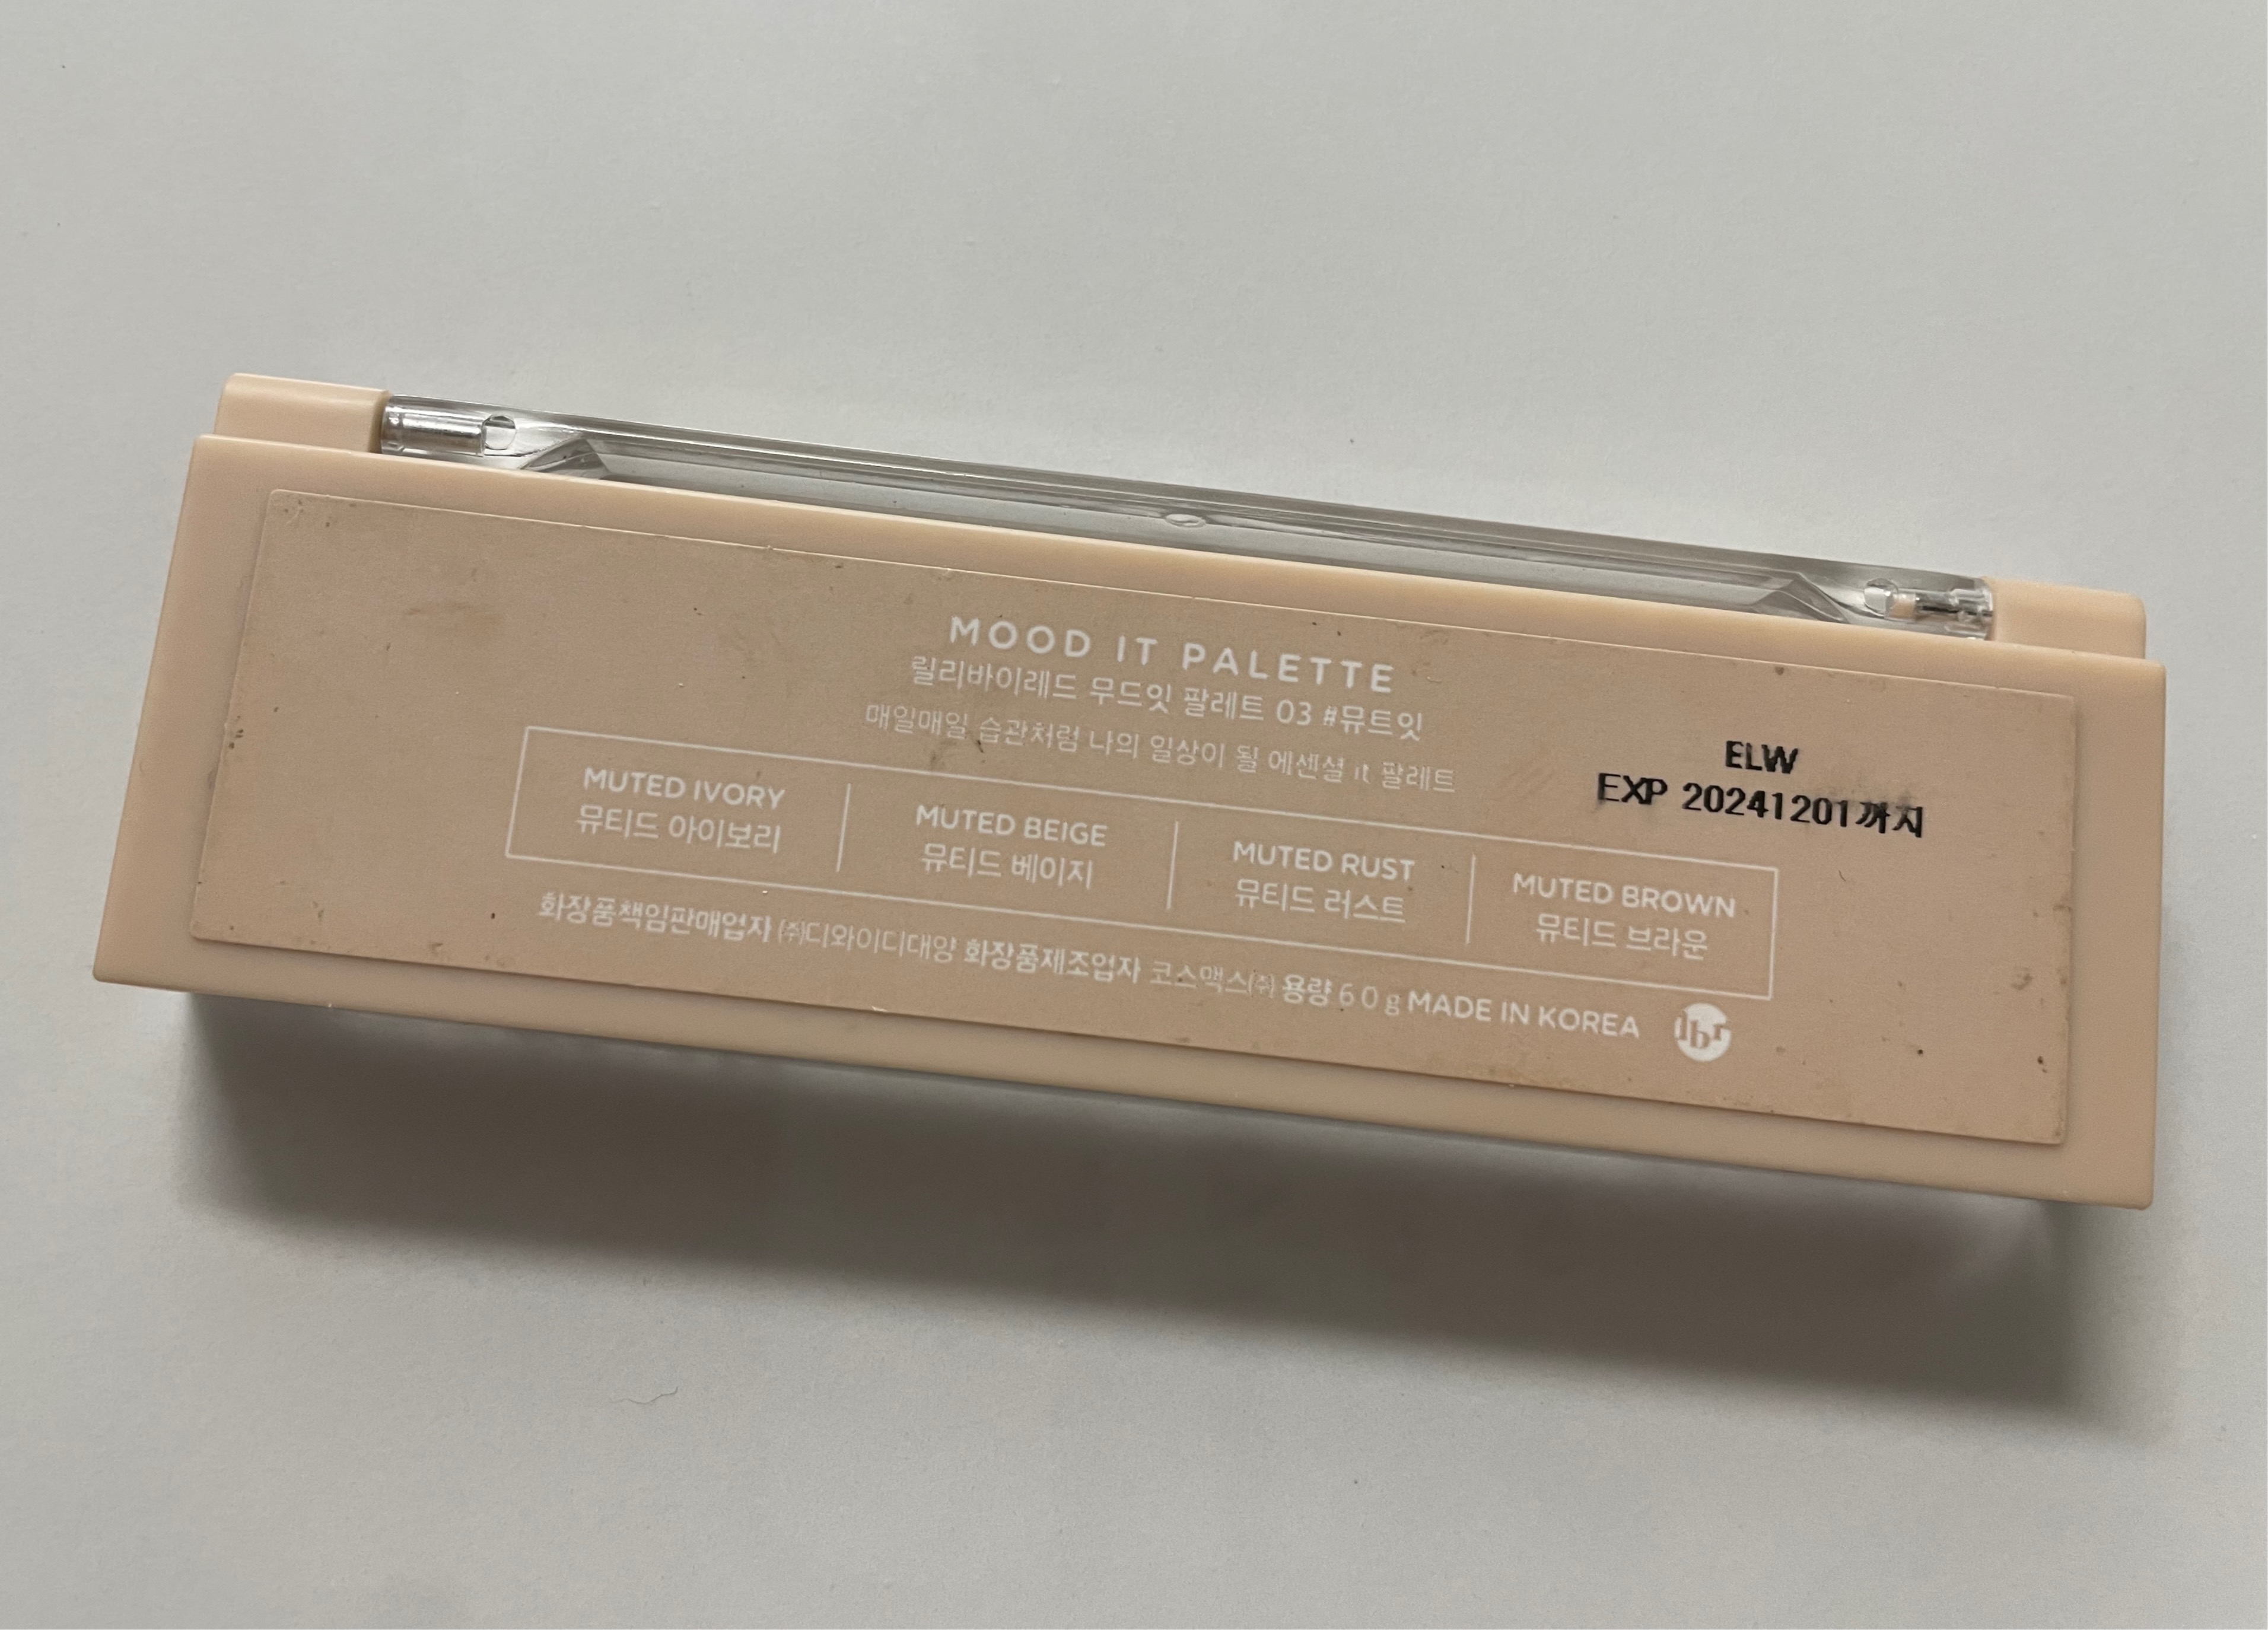 MOOD IT PALETTE
릴리바이레드 무드잇 팔레트 03 #뮤트잇
매일매일 습관처럼 나의 일상이 될 에센셜 it 팔레트
ELW
EXP 20241201까지
MUTED IVORY
뮤티드 아이보리
MUTED BEIGE
뮤티드 베이지
MUTED RUST
뮤티드 러스트
MUTED BROWN
뮤티드 브라운
화장품책임판매업자 ㈜디와이디대양 화장품제조업자 코스맥스㈜ 용량 6 0 g MADE IN KOREA
lbr